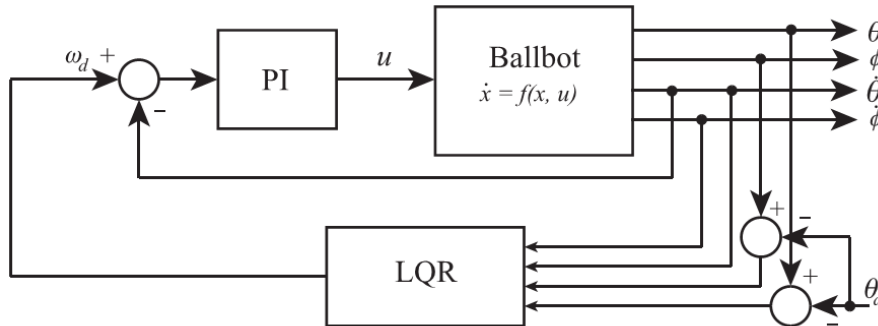 θ
ω_d + PI u Ballbot ϕ
ẋ = f(x, u) θ̇
- ϕ̇
+ -
LQR +
θ_d
-